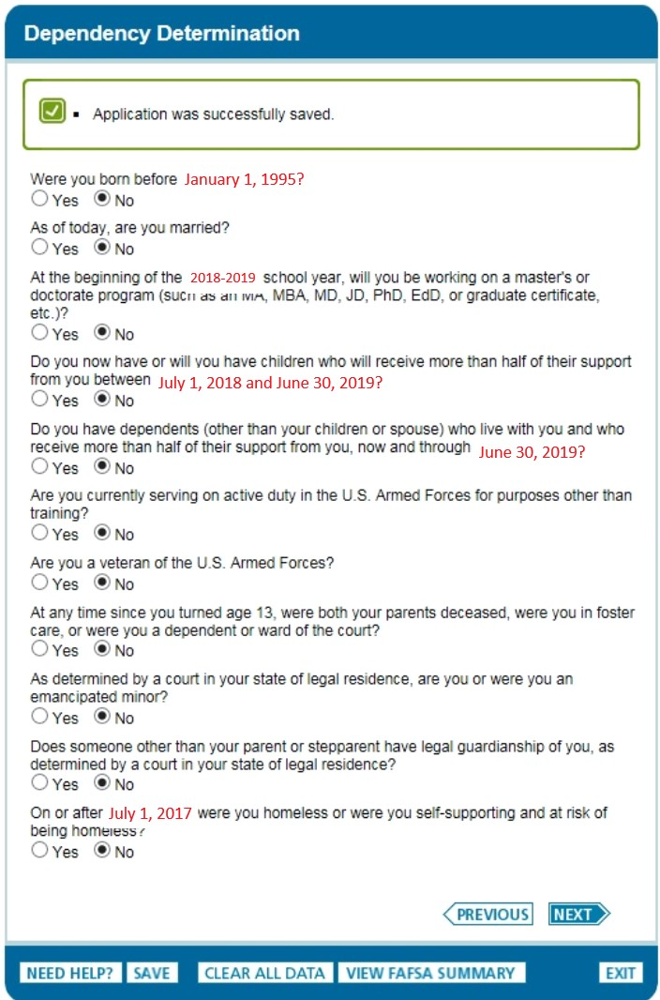 Dependency Determination
Application was successfully saved.
Were you born before January 1, 1995?
Yes No
As of today, are you married?
Yes No
At the beginning of the 2018-2019 school year, will you be working on a master's or
doctorate program (such as an MA, MBA, MD, JD, PhD, EdD, or graduate certificate,
etc.)?
Yes No
Do you now have or will you have children who will receive more than half of their support
from you between July 1, 2018 and June 30, 2019?
Yes No
Do you have dependents (other than your children or spouse) who live with you and who
receive more than half of their support from you, now and through June 30, 2019?
Yes No
Are you currently serving on active duty in the U.S. Armed Forces for purposes other than
training?
Yes No
Are you a veteran of the U.S. Armed Forces?
Yes No
At any time since you turned age 13, were both your parents deceased, were you in foster
care, or were you a dependent or ward of the court?
Yes No
As determined by a court in your state of legal residence, are you or were you an
emancipated minor?
Yes No
Does someone other than your parent or stepparent have legal guardianship of you, as
determined by a court in your state of legal residence?
Yes No
On or after July 1, 2017 were you homeless or were you self-supporting and at risk of
being homeless?
Yes No
PREVIOUS NEXT
NEED HELP? SAVE CLEAR ALL DATA VIEW FAFSA SUMMARY EXIT